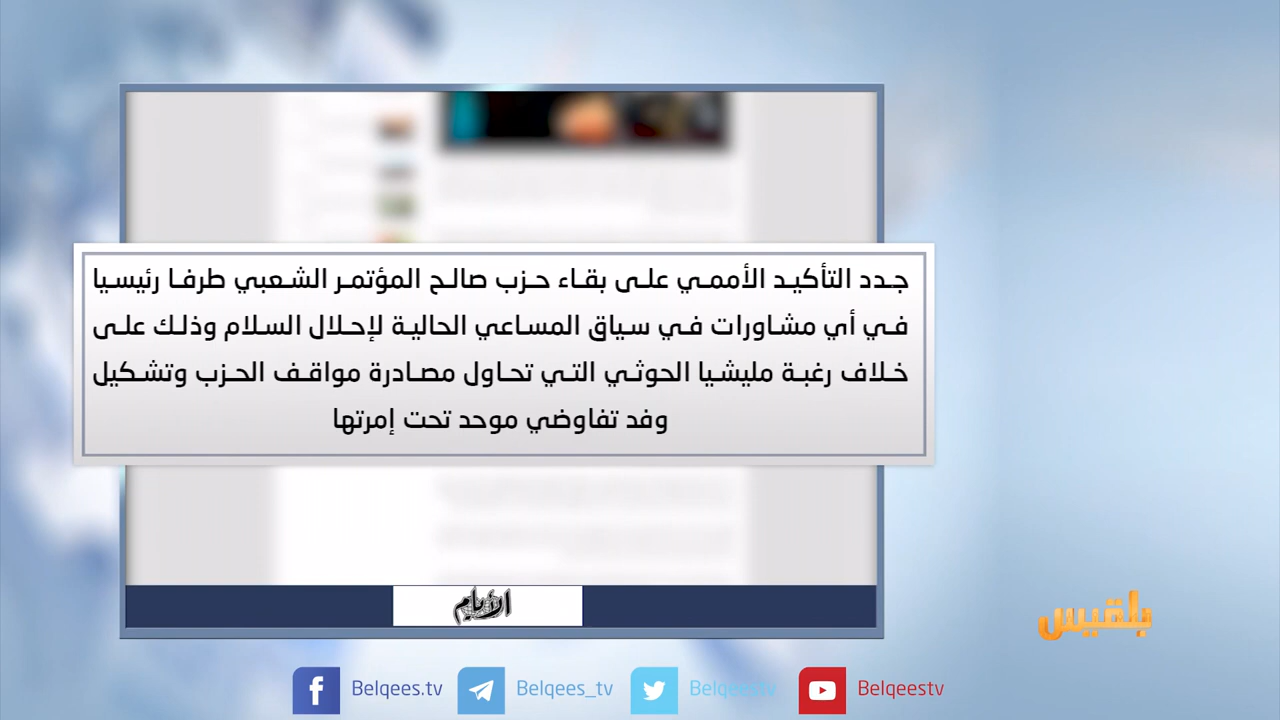 جدد التأكيد الأممي على بقاء حزب صالح المؤتمر الشعبي طرفا رئيسيا
في أي مشاورات في سياق المساعي الحالية لإحلال السلام وذلك على
خلاف رغبة مليشيا الحوثي التي تحاول مصادرة مواقف الحزب وتشكيل
وفد تفاوضي موحد تحت إمرتها
الأيام
بلقيس
Belqees.tv Belqees_tv Belqeestv Belqeestv